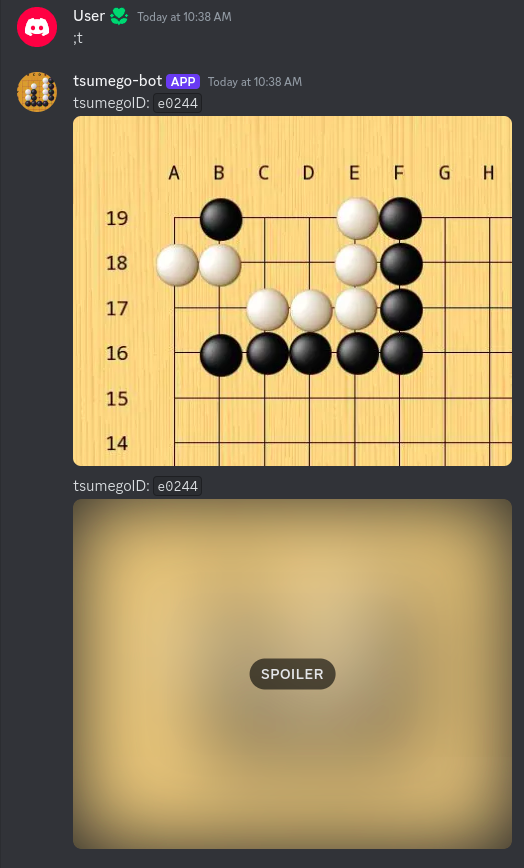 User Today at 10:38 AM
;t
tsumego-bot APP Today at 10:38 AM
tsumegoID: e0244
A B C D E F G H
19
18
17
16
15
14
tsumegoID: e0244
SPOILER